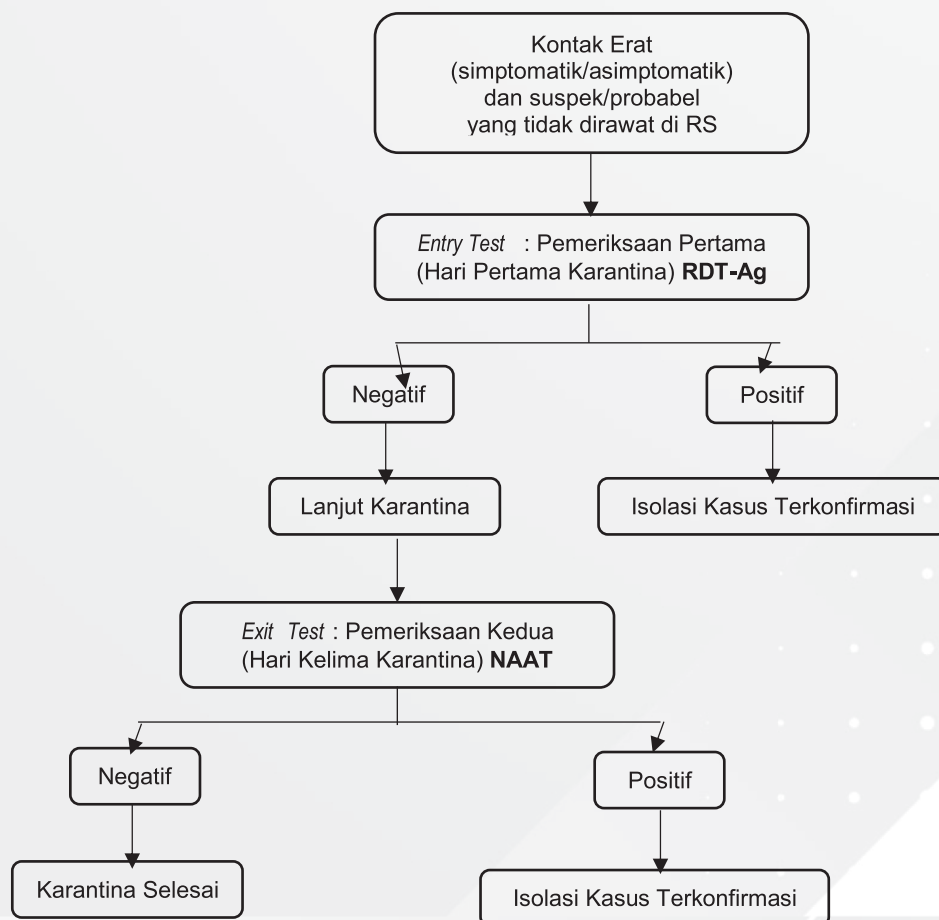 Kontak Erat
(simptomatik/asimptomatik)
dan suspek/probabel
yang tidak dirawat di RS
Entry Test : Pemeriksaan Pertama
(Hari Pertama Karantina) RDT-Ag
Negatif
Positif
Lanjut Karantina
Isolasi Kasus Terkonfirmasi
Exit Test : Pemeriksaan Kedua
(Hari Kelima Karantina) NAAT
Negatif
Positif
Karantina Selesai
Isolasi Kasus Terkonfirmasi